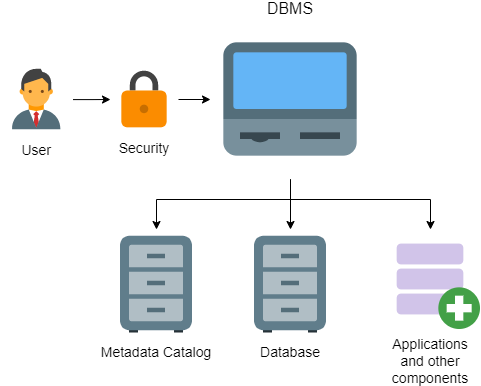 DBMS
User
Security
Metadata Catalog
Database
Applications
and other
components